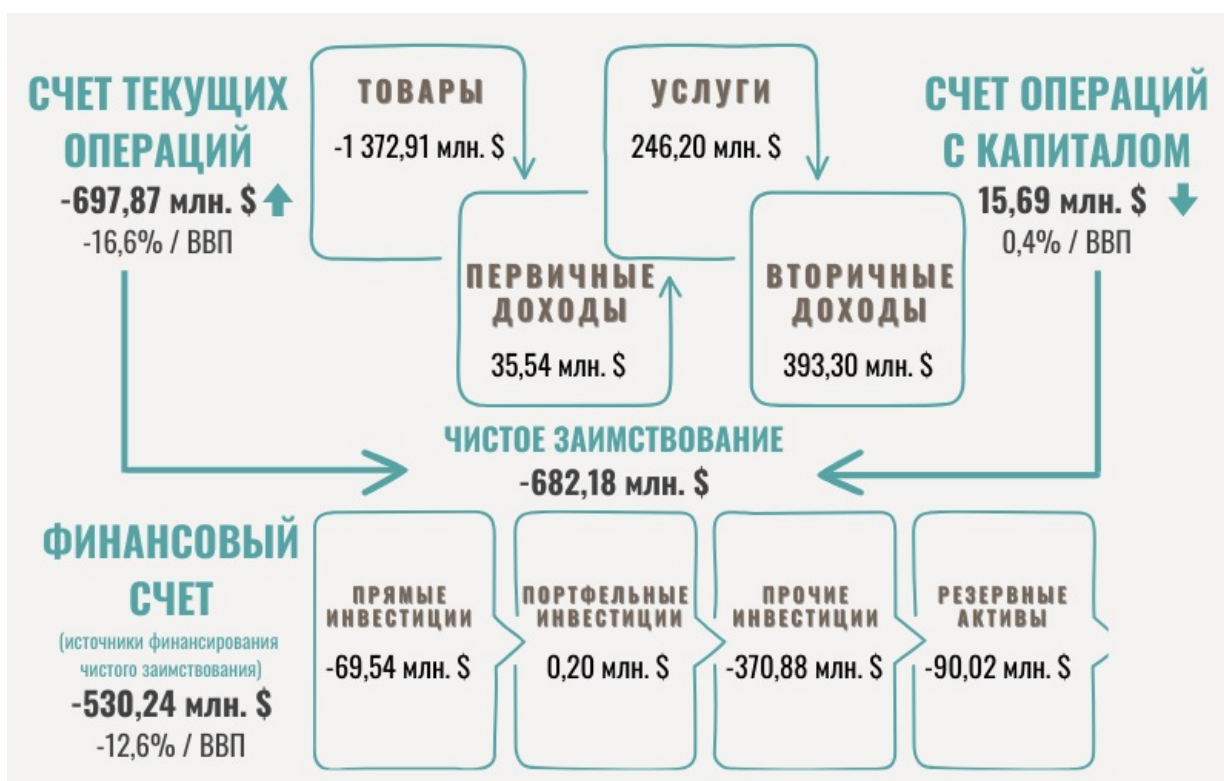 СЧЕТ ТЕКУЩИХ
ОПЕРАЦИЙ
-697,87 млн. $
-16,6% / ВВП
ТОВАРЫ
-1 372,91 млн. $
УСЛУГИ
246,20 млн. $
СЧЕТ ОПЕРАЦИЙ
С КАПИТАЛОМ
15,69 млн. $
0,4% / ВВП
ПЕРВИЧНЫЕ
ДОХОДЫ
35,54 млн. $
ВТОРИЧНЫЕ
ДОХОДЫ
393,30 млн. $
ЧИСТОЕ ЗАИМСТВОВАНИЕ
-682,18 млн. $
ФИНАНСОВЫЙ
СЧЕТ
(источники финансирования
чистого заимствования)
-530,24 млн. $
-12,6% / ВВП
ПРЯМЫЕ
ИНВЕСТИЦИИ
-69,54 млн. $
ПОРТФЕЛЬНЫЕ
ИНВЕСТИЦИИ
0,20 млн. $
ПРОЧИЕ
ИНВЕСТИЦИИ
-370,88 млн. $
РЕЗЕРВНЫЕ
АКТИВЫ
-90,02 млн. $